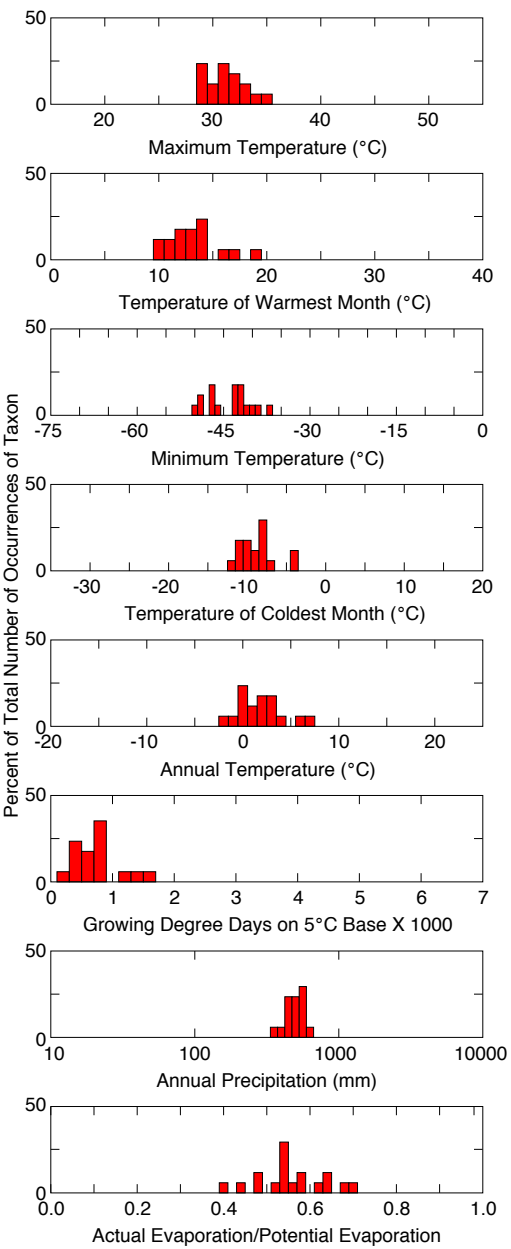 Percent of Total Number of Occurrences of Taxon
50
0
20 30 40 50
Maximum Temperature (°C)
50
0
0 10 20 30 40
Temperature of Warmest Month (°C)
50
0
-75 -60 -45 -30 -15 0
Minimum Temperature (°C)
50
0
-30 -20 -10 0 10 20
Temperature of Coldest Month (°C)
50
0
-20 -10 0 10 20
Annual Temperature (°C)
50
0
0 1 2 3 4 5 6 7
Growing Degree Days on 5°C Base X 1000
50
0
10 100 1000 10000
Annual Precipitation (mm)
50
0
0.0 0.2 0.4 0.6 0.8 1.0
Actual Evaporation/Potential Evaporation